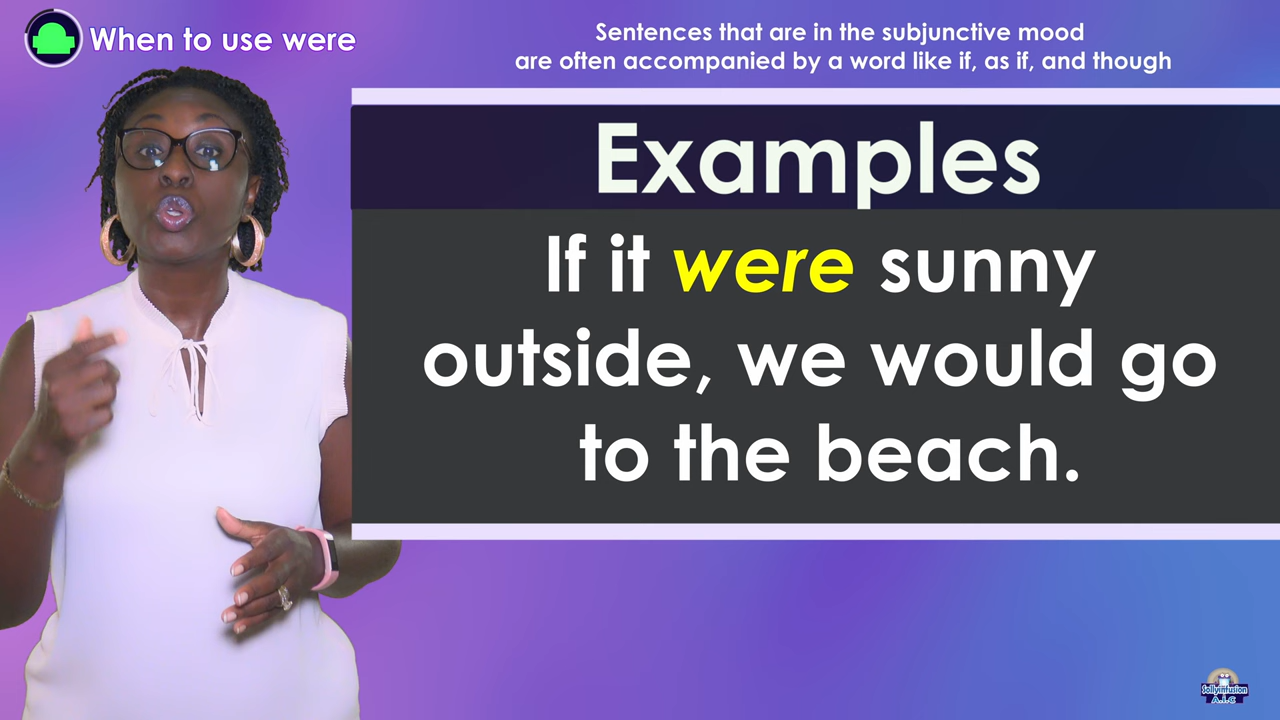 When to use were
Sentences that are in the subjunctive mood
are often accompanied by a word like if, as if, and though
Examples
If it were sunny
outside, we would go
to the beach.
Sollyinfusion
A.I.C